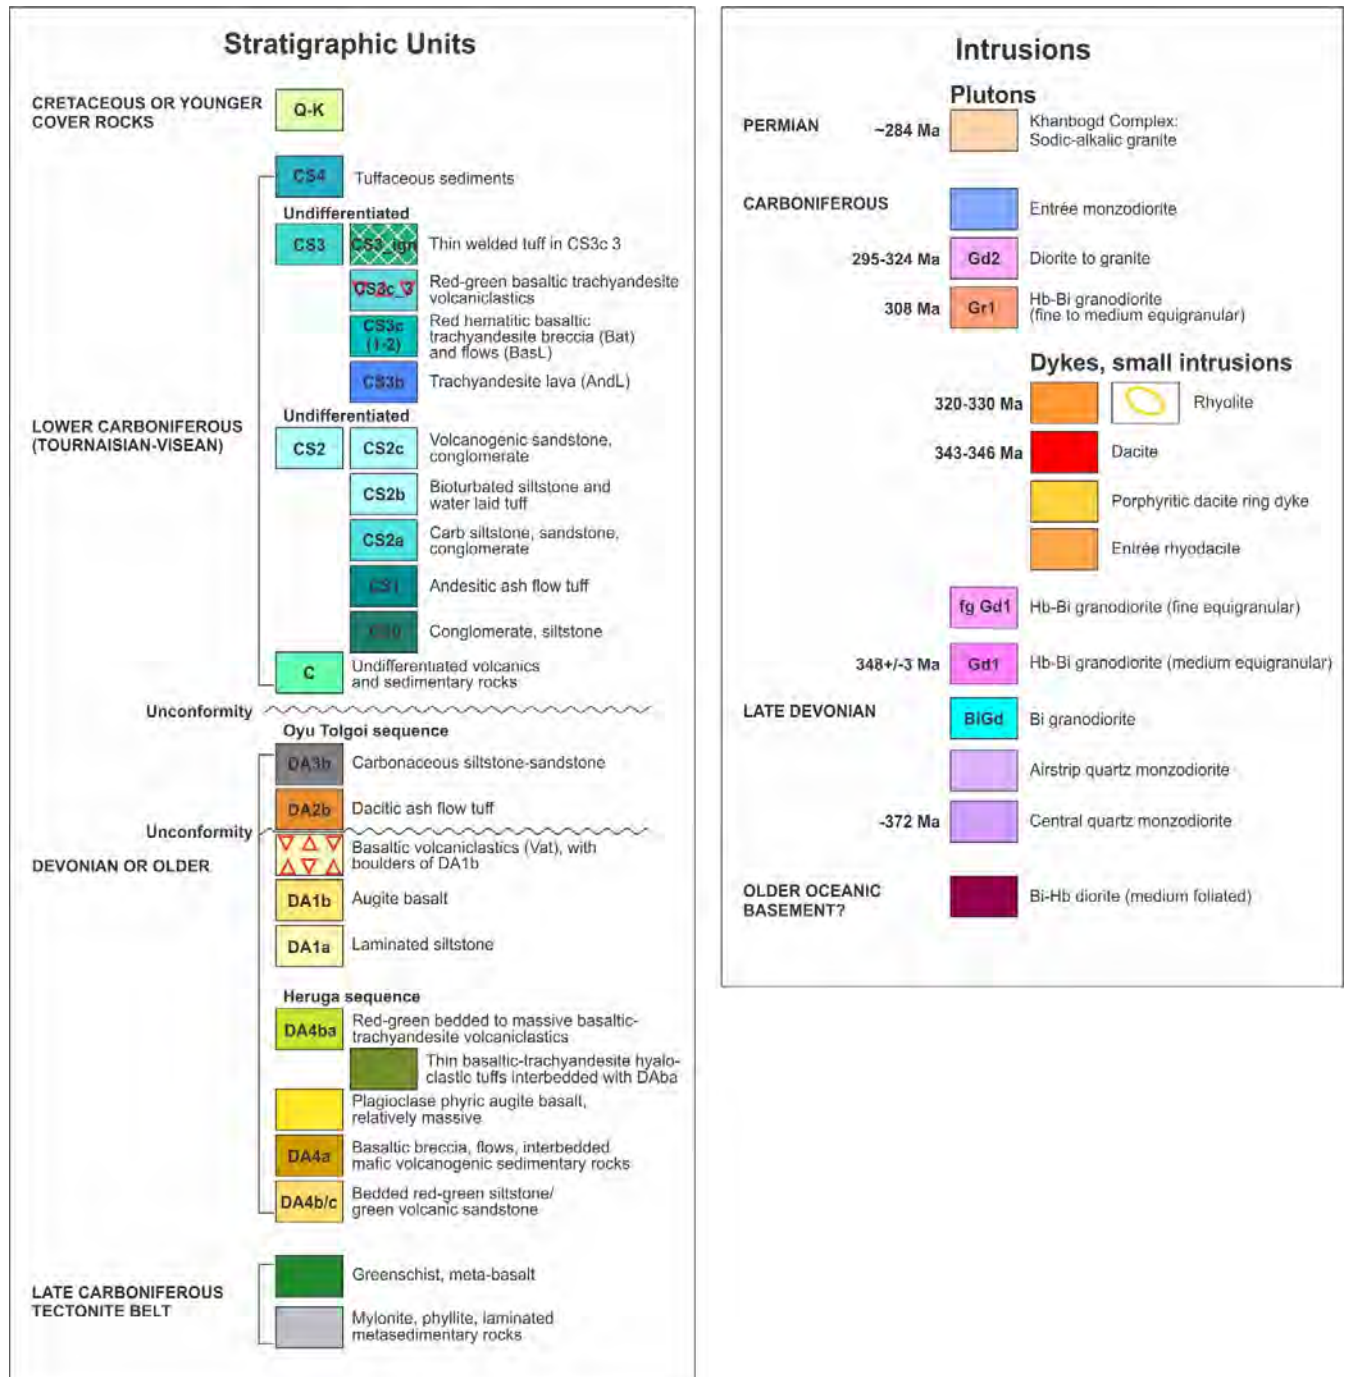 Stratigraphic Units
CRETACEOUS OR YOUNGER
COVER ROCKS
Q-K
CS4
Tuffaceous sediments
Undifferentiated
CS3
CS3_ign
Thin welded tuff in CS3c 3
CS3c_3
Red-green basaltic trachyandesite
volcaniclastics
CS3c
(1-2)
Red hematitic basaltic
trachyandesite breccia (Bat)
and flows (BasL)
CS3b
Trachyandesite lava (AndL)
LOWER CARBONIFEROUS
(TOURNAISIAN-VISEAN)
Undifferentiated
CS2
CS2c
Volcanogenic sandstone,
conglomerate
CS2b
Bioturbated siltstone and
water laid tuff
CS2a
Carb siltstone, sandstone,
conglomerate
CS1
Andesitic ash flow tuff
CS0
Conglomerate, siltstone
C
Undifferentiated volcanics
and sedimentary rocks
Unconformity
Oyu Tolgoi sequence
DA3b
Carbonaceous siltstone-sandstone
DA2b
Dacitic ash flow tuff
Unconformity
DEVONIAN OR OLDER
Basaltic volcaniclastics (Vat), with
boulders of DA1b
DA1b
Augite basalt
DA1a
Laminated siltstone
Heruga sequence
DA4ba
Red-green bedded to massive basaltic-
trachyandesite volcaniclastics
Thin basaltic-trachyandesite hyalo-
clastic tuffs interbedded with DAba
Plagioclase phyric augite basalt,
relatively massive
DA4a
Basaltic breccia, flows, interbedded
mafic volcanogenic sedimentary rocks
DA4b/c
Bedded red-green siltstone/
green volcanic sandstone
LATE CARBONIFEROUS
TECTONITE BELT
Greenschist, meta-basalt
Mylonite, phyllite, laminated
metasedimentary rocks
Intrusions
Plutons
PERMIAN
~284 Ma
Khanbogd Complex:
Sodic-alkalic granite
CARBONIFEROUS
Entrée monzodiorite
295-324 Ma
Gd2
Diorite to granite
308 Ma
Gr1
Hb-Bi granodiorite
(fine to medium equigranular)
Dykes, small intrusions
320-330 Ma
Rhyolite
343-346 Ma
Dacite
Porphyritic dacite ring dyke
Entrée rhyodacite
fg Gd1
Hb-Bi granodiorite (fine equigranular)
348+/-3 Ma
Gd1
Hb-Bi granodiorite (medium equigranular)
LATE DEVONIAN
BiGd
Bi granodiorite
Airstrip quartz monzodiorite
-372 Ma
Central quartz monzodiorite
OLDER OCEANIC
BASEMENT?
Bi-Hb diorite (medium foliated)